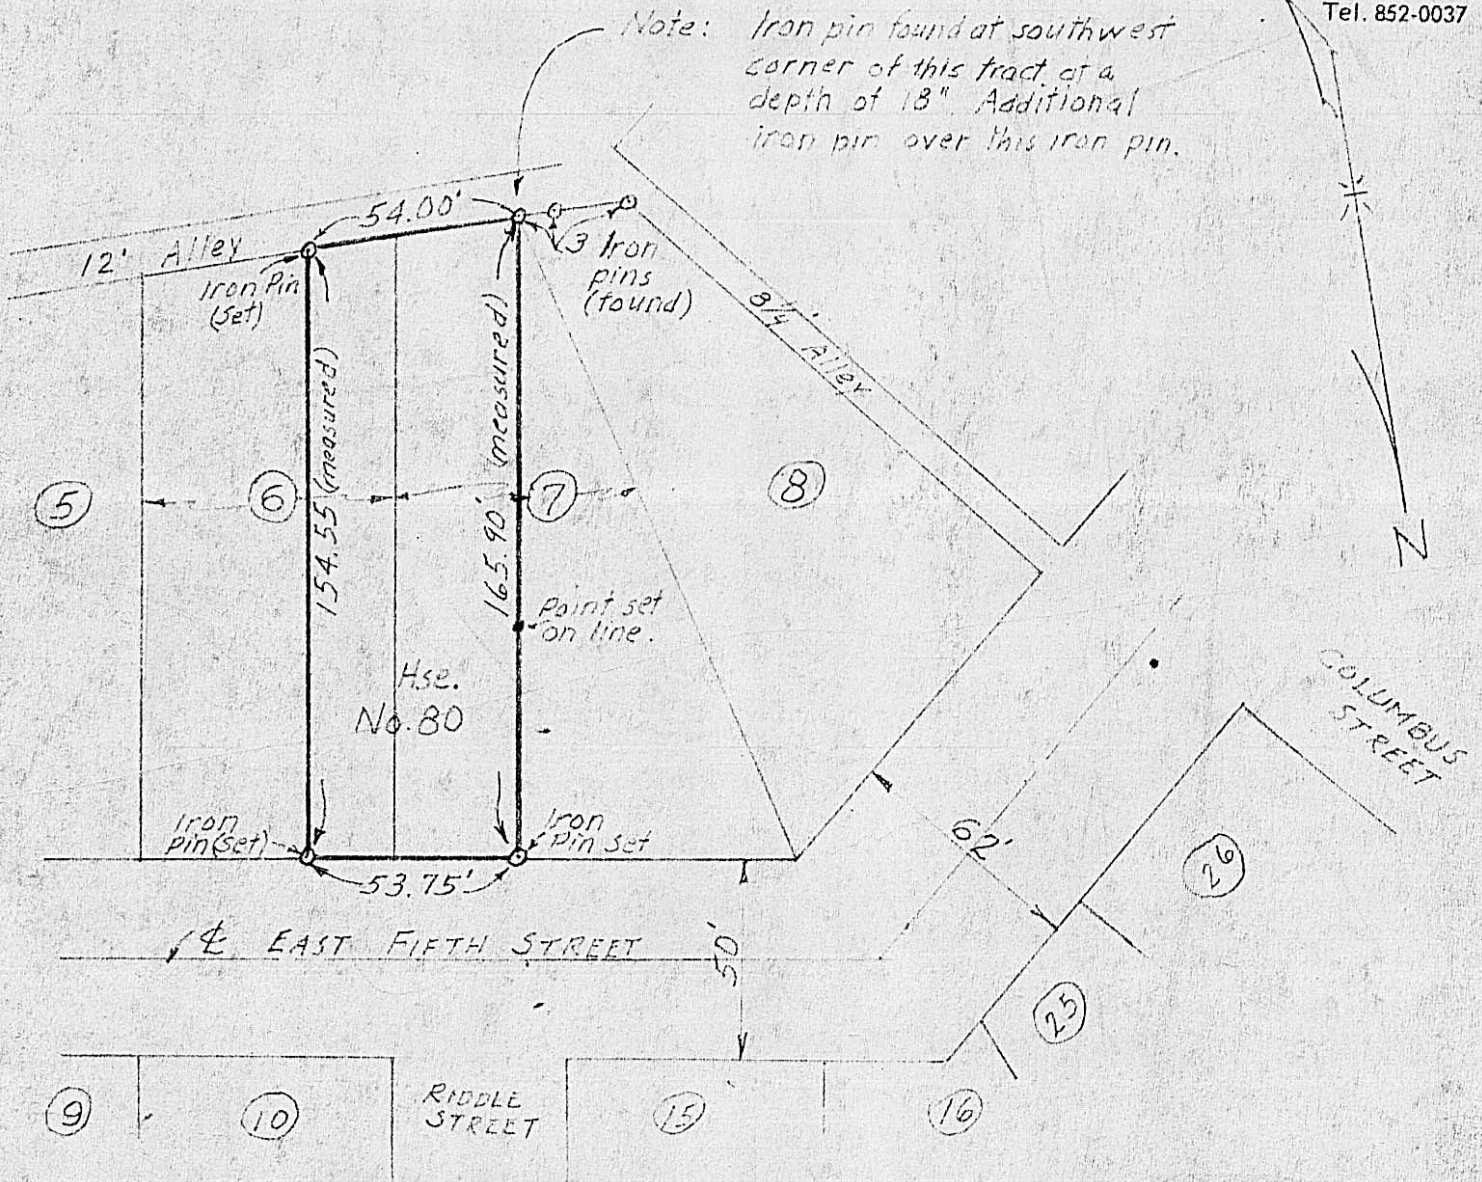 Tel. 852-0037
Note: Iron pin found at southwest
corner of this tract at a
depth of 18". Additional
iron pin over this iron pin.
54.00'
12' Alley
Iron Pin
(Set)
3 Iron
pins
(found)
8 1/4' Alley
154.55 (measured)
165.90' (measured)
5
6
7
8
N
Point set
on line.
Hse.
No. 80
COLUMBUS
STREET
Iron
pin (set)
Iron
Pin set
53.75'
62'
26
℄ EAST FIFTH STREET
50'
25
9
10
RIDDLE
STREET
15
16